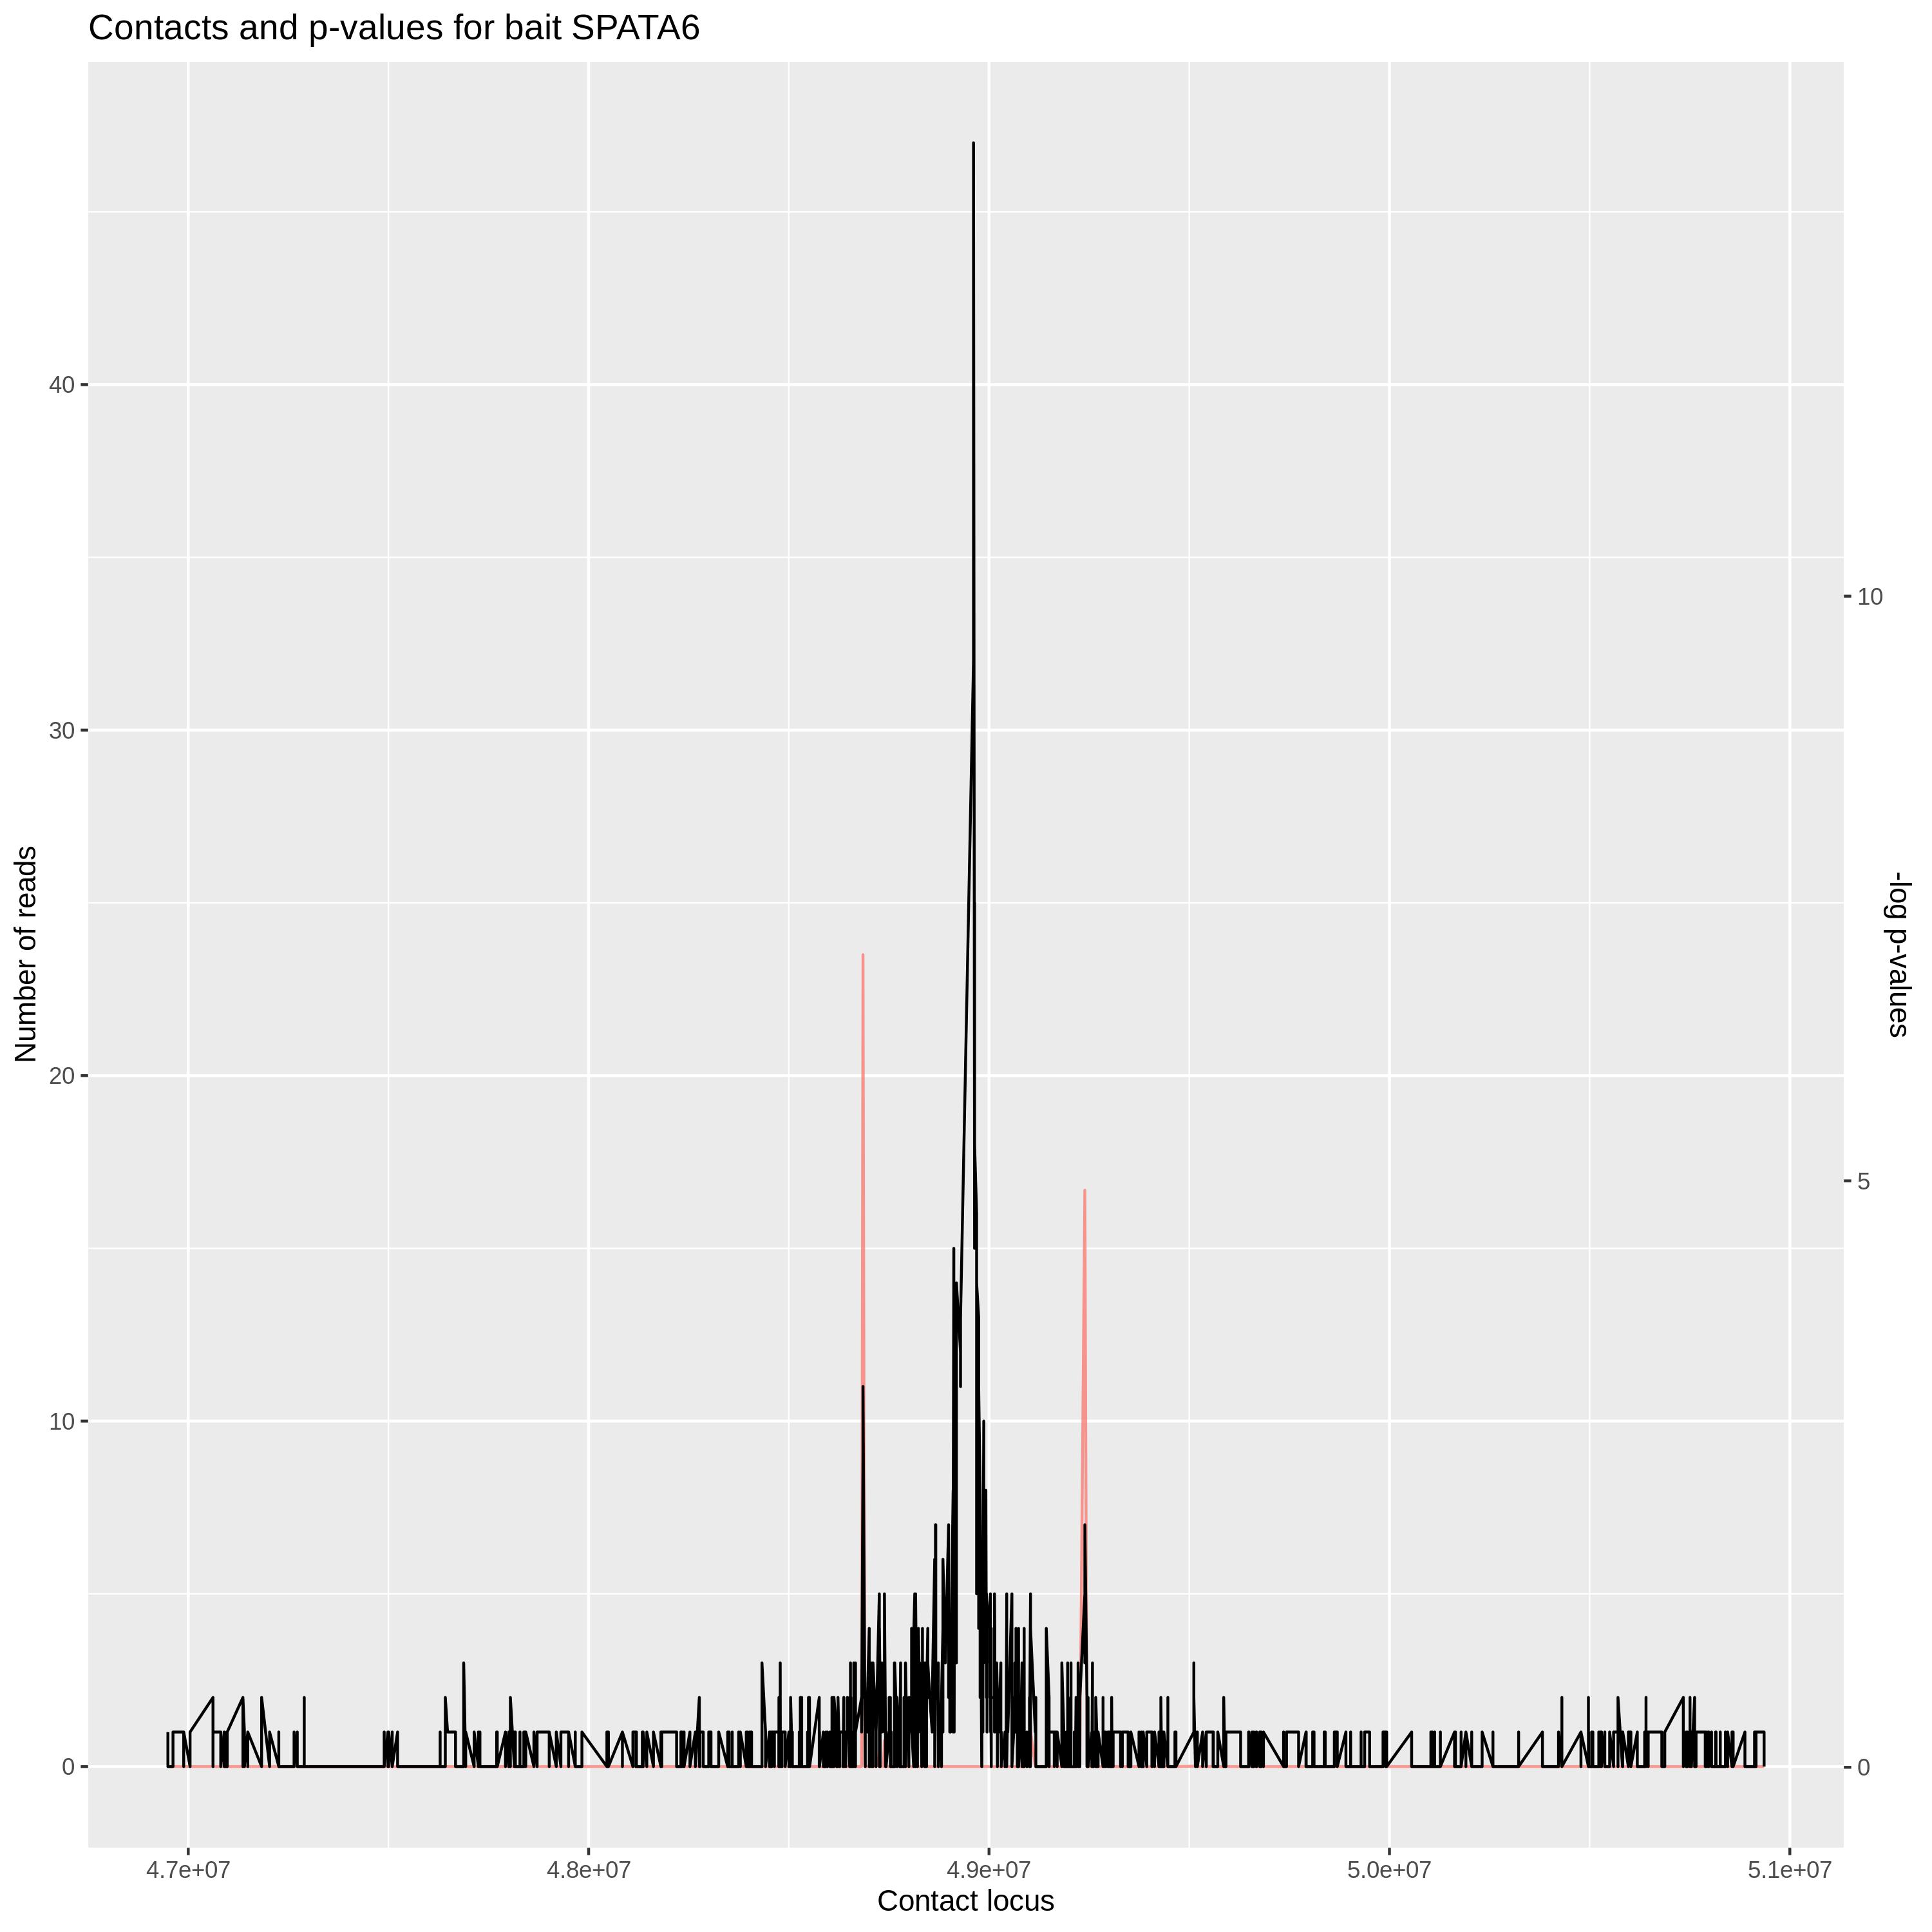 Contacts and p-values for bait SPATA6
40
30
20
10
0
Number of reads
10
5
0
-log p-values
4.7e+07 4.8e+07 4.9e+07 5.0e+07 5.1e+07
Contact locus